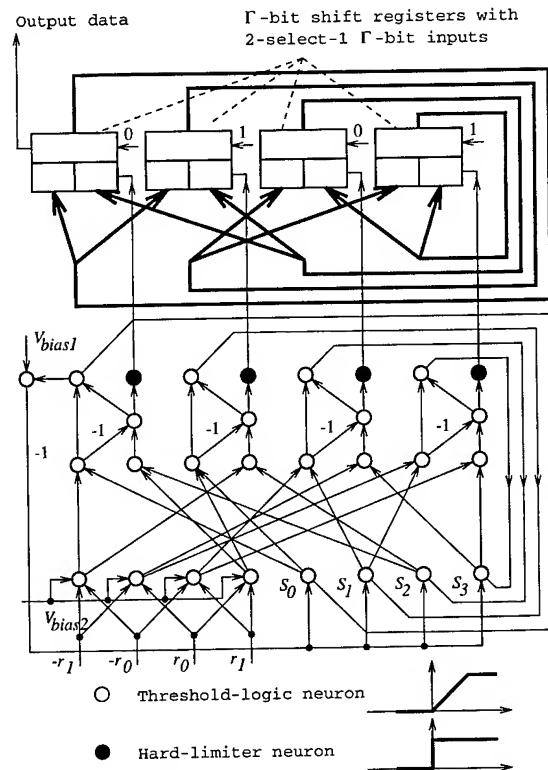 Output data
Γ-bit shift registers with
2-select-1 Γ-bit inputs
0 1 0 1
V_bias1
-1 -1 -1 -1
-1
S_0 S_1 S_2 S_3
V_bias2
-r_1 -r_0 r_0 r_1
Threshold-logic neuron
Hard-limiter neuron